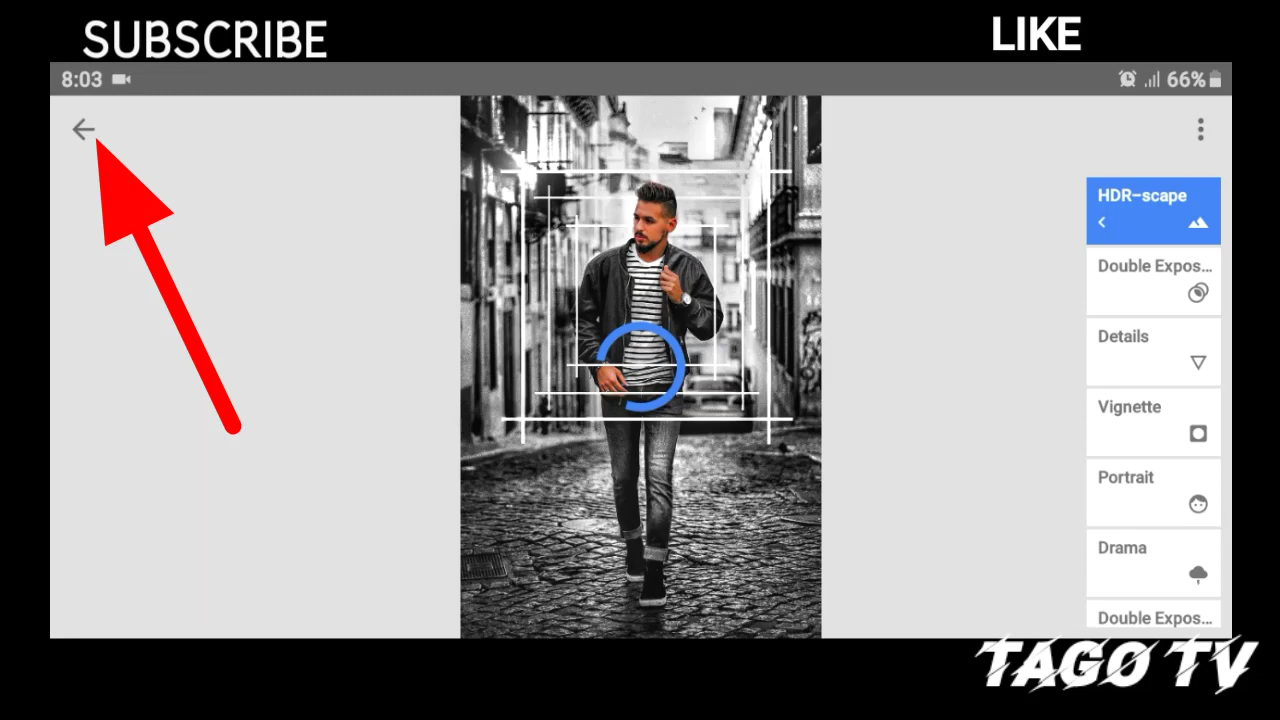 SUBSCRIBE
LIKE
8:03
66%
HDR-scape
Double Expos...
Details
Vignette
Portrait
Drama
Double Expos...
TAGO TV